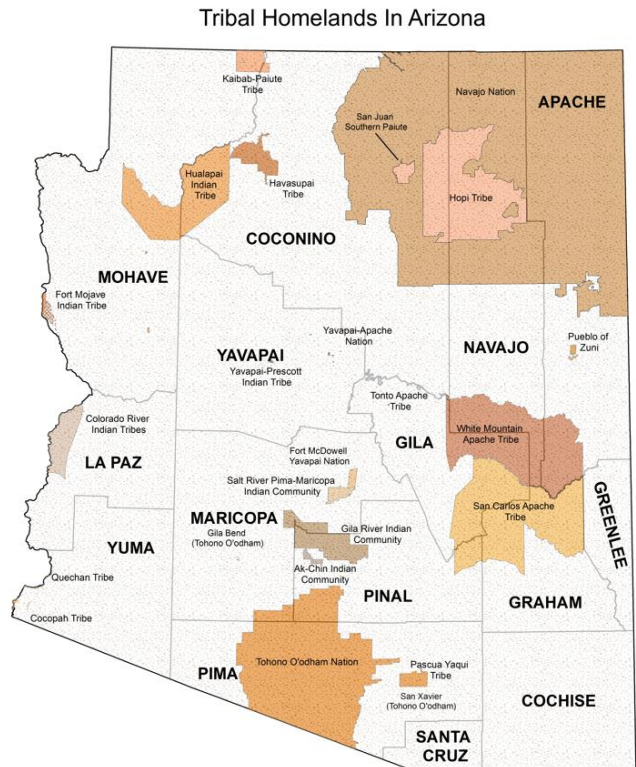 Tribal Homelands In Arizona
Kaibab-Paiute
Tribe
Navajo Nation
APACHE
San Juan
Southern Paiute
Hualapai
Indian
Tribe
Havasupai
Tribe
Hopi Tribe
COCONINO
MOHAVE
Fort Mojave
Indian Tribe
Yavapai-Apache
Nation
Pueblo of
Zuni
NAVAJO
YAVAPAI
Yavapai-Prescott
Indian Tribe
Tonto Apache
Tribe
Colorado River
Indian Tribes
White Mountain
Apache Tribe
GILA
LA PAZ
Fort McDowell
Yavapai Nation
Salt River Pima-Maricopa
Indian Community
GREENLEE
San Carlos Apache
Tribe
MARICOPA
Gila Bend
(Tohono O'odham)
Gila River Indian
Community
YUMA
Ak-Chin Indian
Community
Quechan Tribe
PINAL
GRAHAM
Cocopah Tribe
Tohono O'odham Nation
Pascua Yaqui
Tribe
PIMA
San Xavier
(Tohono O'odham)
COCHISE
SANTA
CRUZ